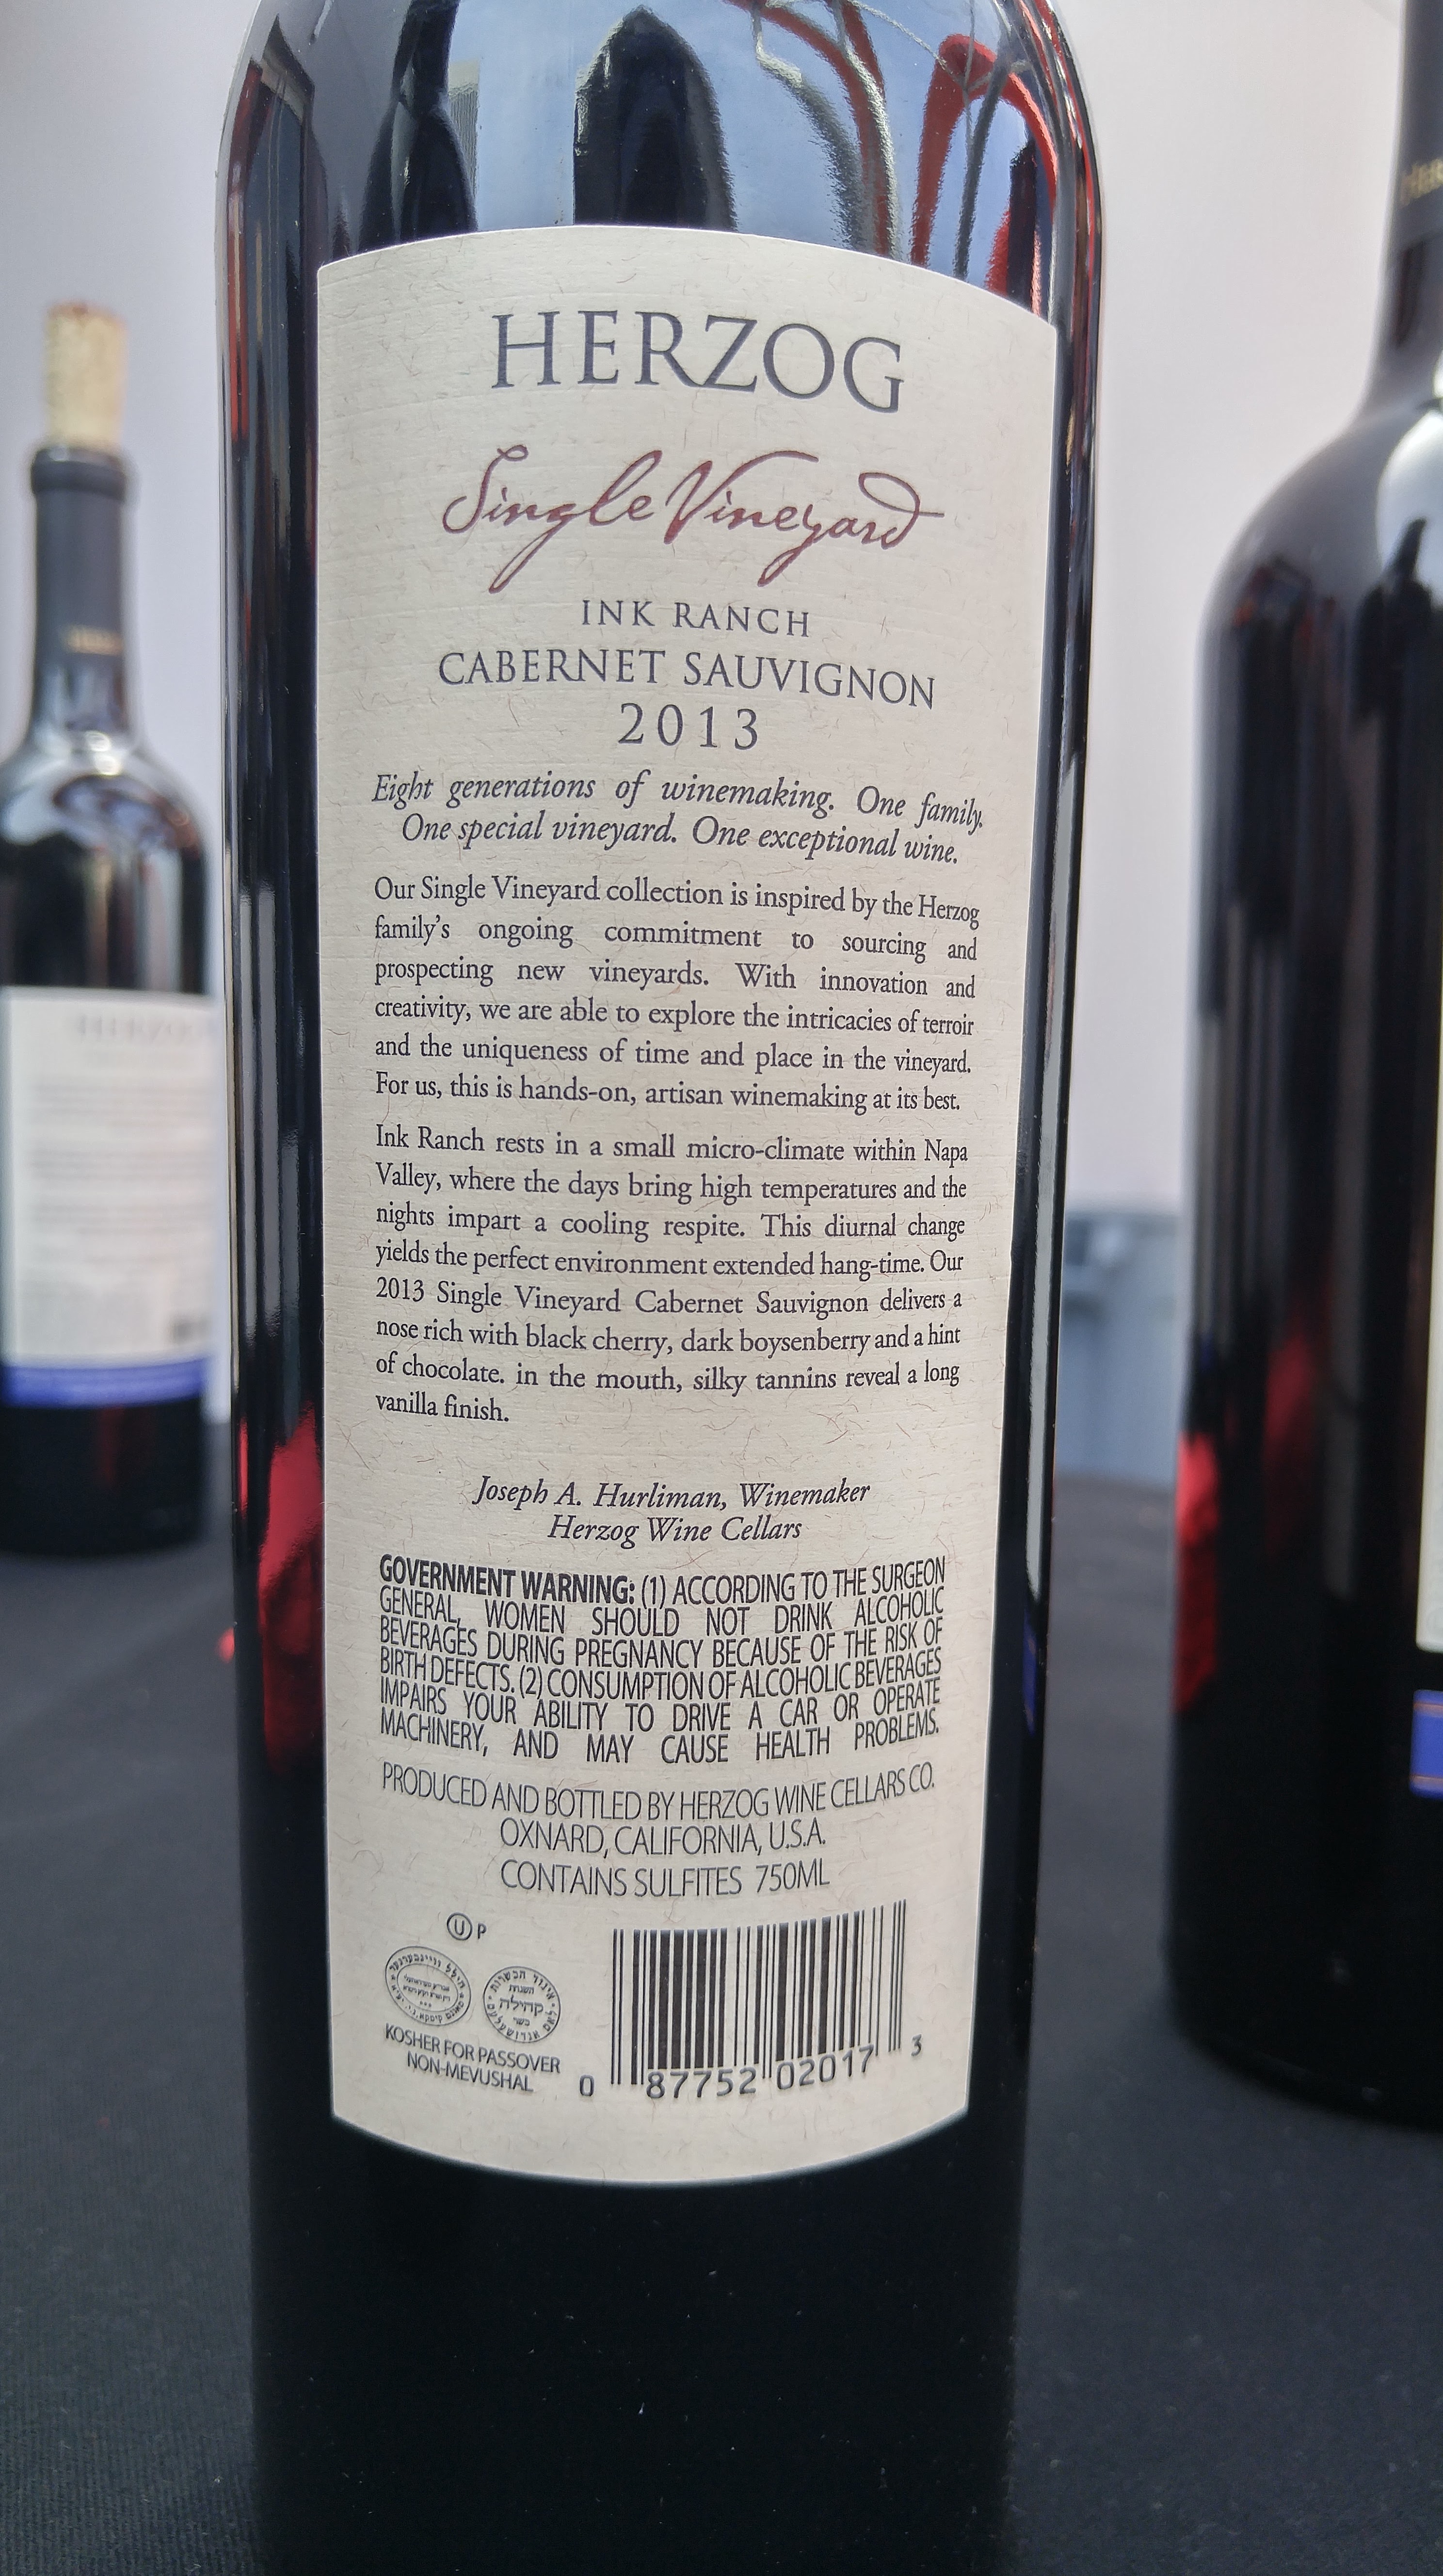 HERZOG
Single Vineyard
INK RANCH
CABERNET SAUVIGNON
2013
Eight generations of winemaking. One family.
One special vineyard. One exceptional wine.
Our Single Vineyard collection is inspired by the Herzog
family's ongoing commitment to sourcing and
prospecting new vineyards. With innovation and
creativity, we are able to explore the intricacies of terroir
and the uniqueness of time and place in the vineyard.
For us, this is hands-on, artisan winemaking at its best.
Ink Ranch rests in a small micro-climate within Napa
Valley, where the days bring high temperatures and the
nights impart a cooling respite. This diurnal change
yields the perfect environment extended hang-time. Our
2013 Single Vineyard Cabernet Sauvignon delivers a
nose rich with black cherry, dark boysenberry and a hint
of chocolate. in the mouth, silky tannins reveal a long
vanilla finish.
Joseph A. Hurliman, Winemaker
Herzog Wine Cellars
GOVERNMENT WARNING: (1) ACCORDING TO THE SURGEON
GENERAL, WOMEN SHOULD NOT DRINK ALCOHOLIC
BEVERAGES DURING PREGNANCY BECAUSE OF THE RISK OF
BIRTH DEFECTS. (2) CONSUMPTION OF ALCOHOLIC BEVERAGES
IMPAIRS YOUR ABILITY TO DRIVE A CAR OR OPERATE
MACHINERY, AND MAY CAUSE HEALTH PROBLEMS.
PRODUCED AND BOTTLED BY HERZOG WINE CELLARS CO.
OXNARD, CALIFORNIA, U.S.A.
CONTAINS SULFITES 750ML
U P
קהילה
KOSHER FOR PASSOVER
NON-MEVUSHAL
0 87752 02017 3
HERZOG